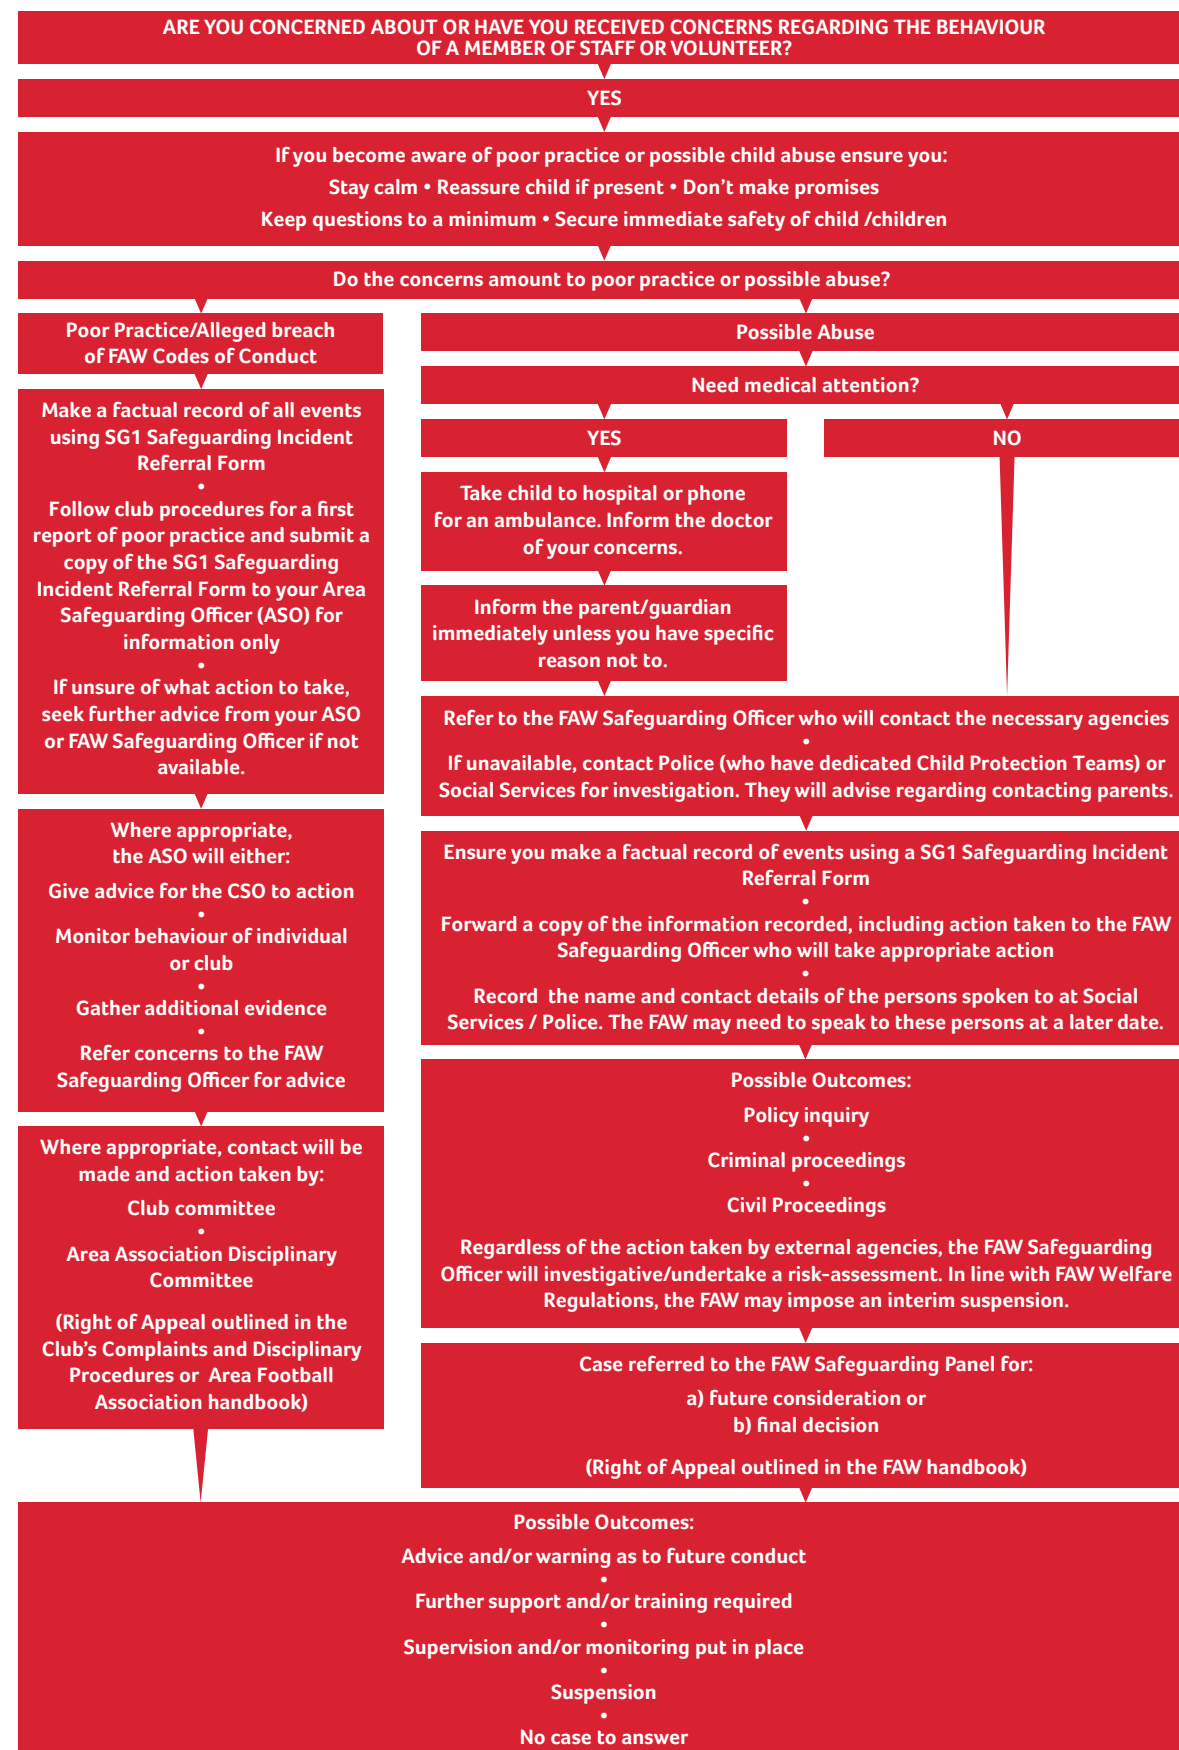 ARE YOU CONCERNED ABOUT OR HAVE YOU RECEIVED CONCERNS REGARDING THE BEHAVIOUR
OF A MEMBER OF STAFF OR VOLUNTEER?
YES
If you become aware of poor practice or possible child abuse ensure you:
Stay calm • Reassure child if present • Don't make promises
Keep questions to a minimum • Secure immediate safety of child /children
Do the concerns amount to poor practice or possible abuse?
Poor Practice/Alleged breach
of FAW Codes of Conduct
Make a factual record of all events
using SG1 Safeguarding Incident
Referral Form
•
Follow club procedures for a first
report of poor practice and submit a
copy of the SG1 Safeguarding
Incident Referral Form to your Area
Safeguarding Officer (ASO) for
information only
•
If unsure of what action to take,
seek further advice from your ASO
or FAW Safeguarding Officer if not
available.
Where appropriate,
the ASO will either:
Give advice for the CSO to action
•
Monitor behaviour of individual
or club
•
Gather additional evidence
•
Refer concerns to the FAW
Safeguarding Officer for advice
Where appropriate, contact will be
made and action taken by:
Club committee
•
Area Association Disciplinary
Committee
(Right of Appeal outlined in the
Club's Complaints and Disciplinary
Procedures or Area Football
Association handbook)
Possible Abuse
Need medical attention?
YES
NO
Take child to hospital or phone
for an ambulance. Inform the doctor
of your concerns.
Inform the parent/guardian
immediately unless you have specific
reason not to.
Refer to the FAW Safeguarding Officer who will contact the necessary agencies
•
If unavailable, contact Police (who have dedicated Child Protection Teams) or
Social Services for investigation. They will advise regarding contacting parents.
Ensure you make a factual record of events using a SG1 Safeguarding Incident
Referral Form
•
Forward a copy of the information recorded, including action taken to the FAW
Safeguarding Officer who will take appropriate action
•
Record the name and contact details of the persons spoken to at Social
Services / Police. The FAW may need to speak to these persons at a later date.
Possible Outcomes:
Policy inquiry
•
Criminal proceedings
•
Civil Proceedings
Regardless of the action taken by external agencies, the FAW Safeguarding
Officer will investigative/undertake a risk-assessment. In line with FAW Welfare
Regulations, the FAW may impose an interim suspension.
Case referred to the FAW Safeguarding Panel for:
a) future consideration or
b) final decision
(Right of Appeal outlined in the FAW handbook)
Possible Outcomes:
Advice and/or warning as to future conduct
•
Further support and/or training required
•
Supervision and/or monitoring put in place
•
Suspension
•
No case to answer